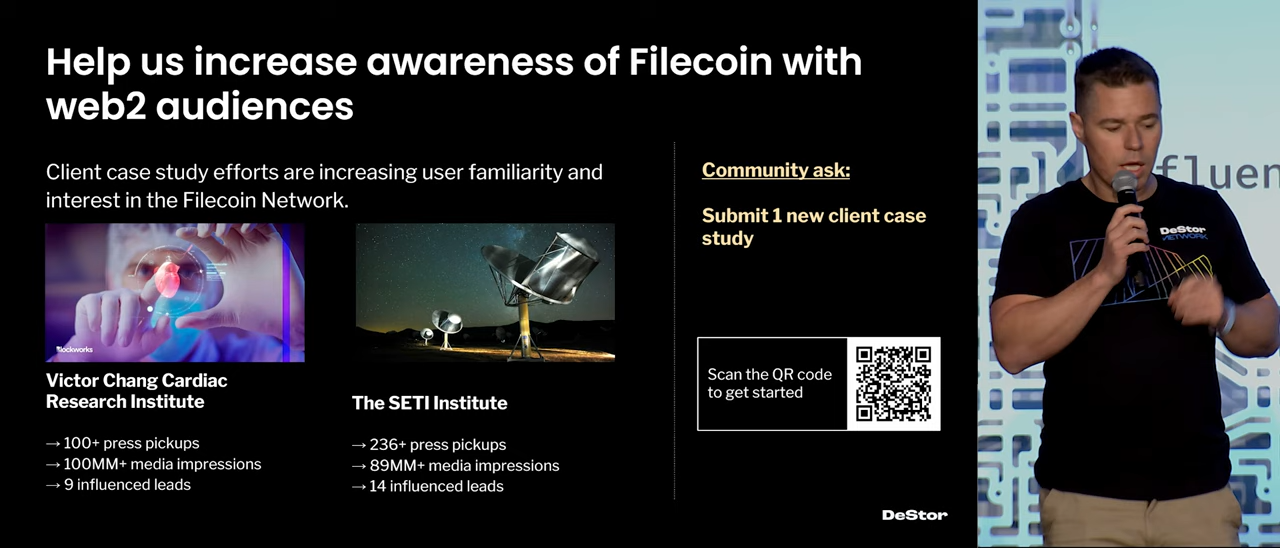 Help us increase awareness of Filecoin with
web2 audiences
Client case study efforts are increasing user familiarity and
interest in the Filecoin Network.
Blockworks
Victor Chang Cardiac
Research Institute
→ 100+ press pickups
→ 100MM+ media impressions
→ 9 influenced leads
The SETI Institute
→ 236+ press pickups
→ 89MM+ media impressions
→ 14 influenced leads
Community ask:
Submit 1 new client case
study
Scan the QR code
to get started
DeStor
fluen
DeStor
NETWORK